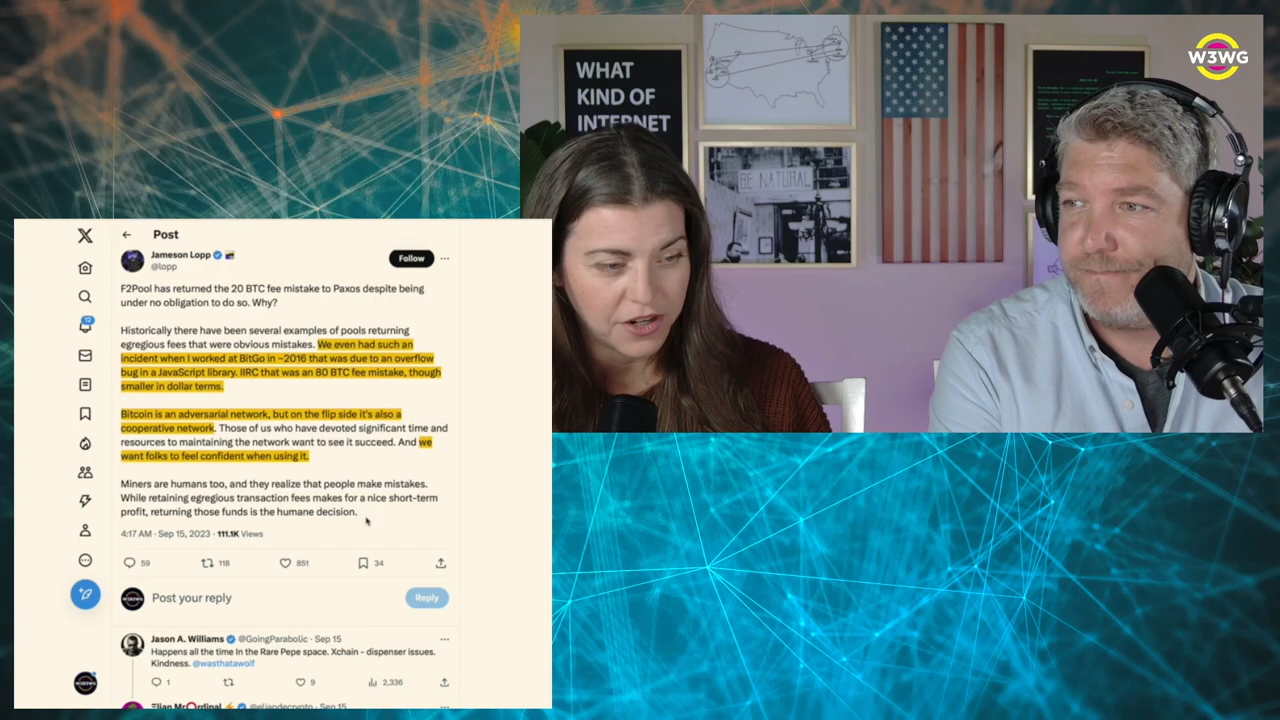 W3WG
WHAT
KIND OF
INTERNET
BE NATURAL
Post
Jameson Lopp
@lopp
Follow
F2Pool has returned the 20 BTC fee mistake to Paxos despite being
under no obligation to do so. Why?
Historically there have been several examples of pools returning
egregious fees that were obvious mistakes. We even had such an
incident when I worked at BitGo in ~2016 that was due to an overflow
bug in a JavaScript library. IIRC that was an 80 BTC fee mistake, though
smaller in dollar terms.
Bitcoin is an adversarial network, but on the flip side it's also a
cooperative network. Those of us who have devoted significant time and
resources to maintaining the network want to see it succeed. And we
want folks to feel confident when using it.
Miners are humans too, and they realize that people make mistakes.
While retaining egregious transaction fees makes for a nice short-term
profit, returning those funds is the humane decision.
4:17 AM · Sep 15, 2023 · 111.1K Views
59 118 851 34
Post your reply
Reply
Jason A. Williams @GoingParabolic · Sep 15
Happens all the time In the Rare Pepe space. Xchain - dispenser issues.
Kindness. @wasthatawolf
1 9 2,336
@eliandecrypto · Sep 15